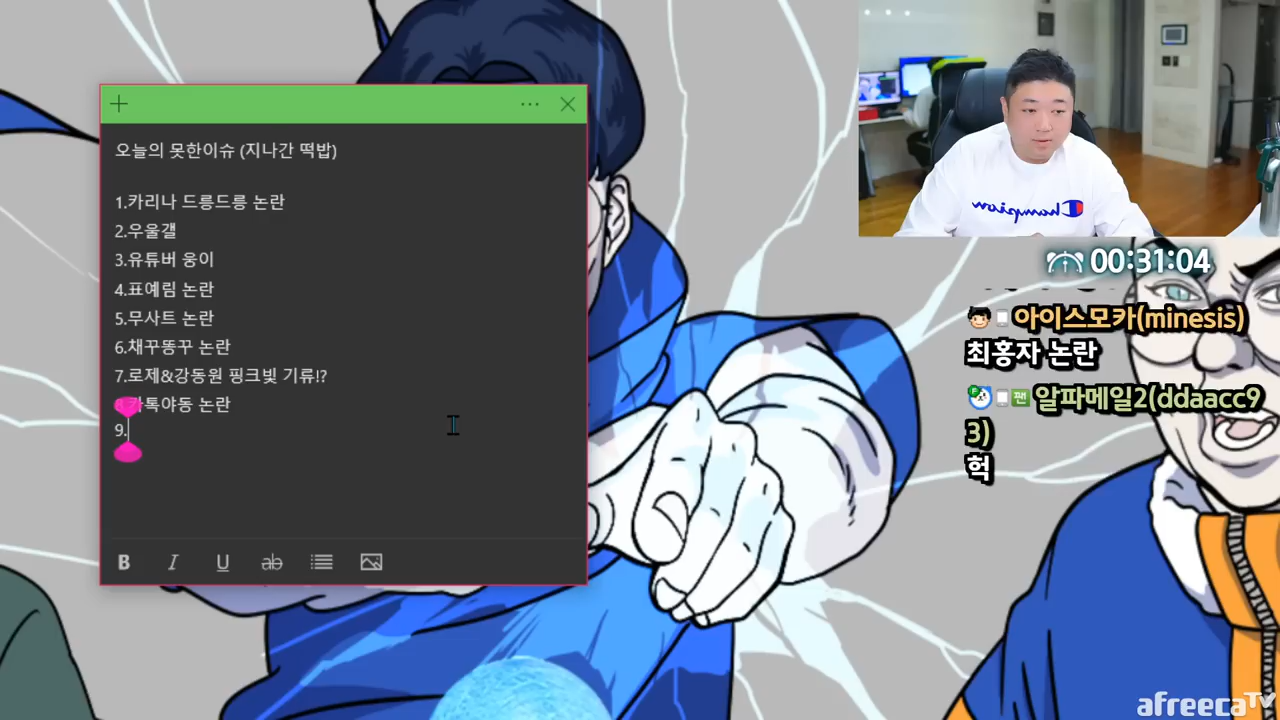 오늘의 못한이슈 (지나간 떡밥)
1.카리나 드릉드릉 논란
2.우울갤
3.유튜버 웅이
4.표예림 논란
5.무사트 논란
6.채꾸똥꾸 논란
7.로제&강동원 핑크빛 기류!?
8.카톡야동 논란
9.
B I U ab
Champion
00:31:04
아이스모카(minesis)
최홍자 논란
팬 알파메일2(ddaacc9
3)
헉
afreecaTV